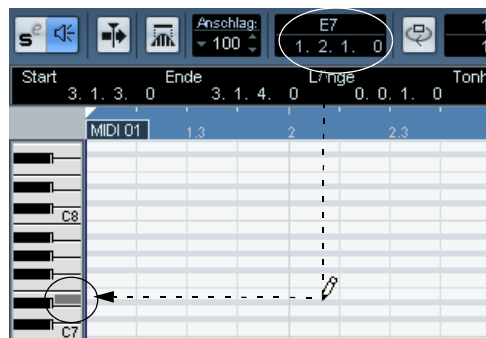 se Anschlag: 100 E7 1. 2. 1. 0
Start Ende Länge Tonh
3. 1. 3. 0 3. 1. 4. 0 0. 0. 1. 0
MIDI 01 1.3 2 2.3
C8
C7